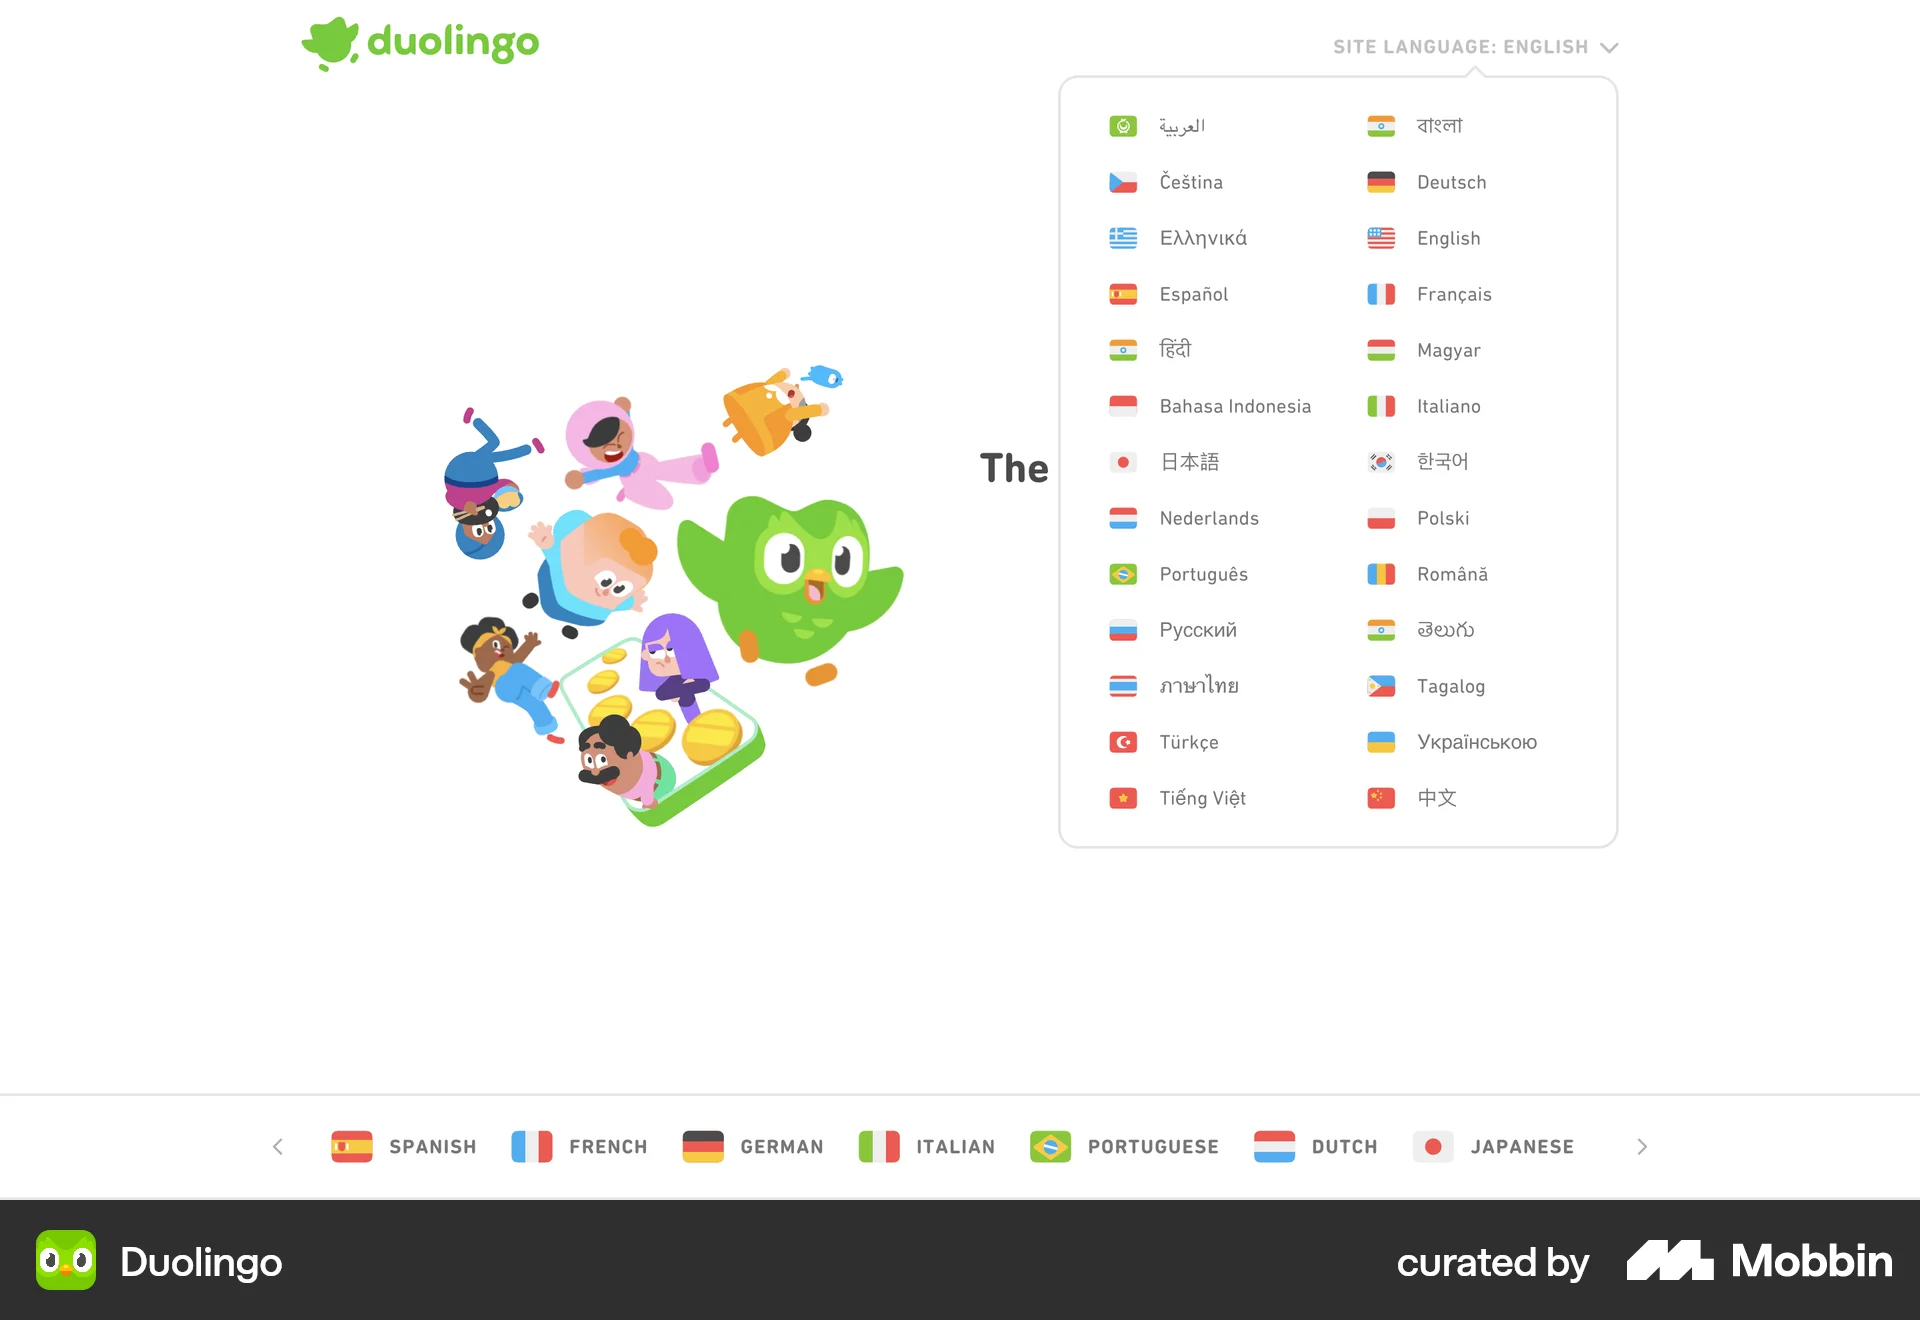 duolingo
SITE LANGUAGE: ENGLISH
العربية
বাংলা
Čeština
Deutsch
Ελληνικά
English
Español
Français
हिंदी
Magyar
Bahasa Indonesia
Italiano
日本語
한국어
The
Nederlands
Polski
Português
Română
Русский
తెలుగు
ภาษาไทย
Tagalog
Türkçe
Українською
Tiếng Việt
中文
SPANISH
FRENCH
GERMAN
ITALIAN
PORTUGUESE
DUTCH
JAPANESE
Duolingo
curated by
Mobbin